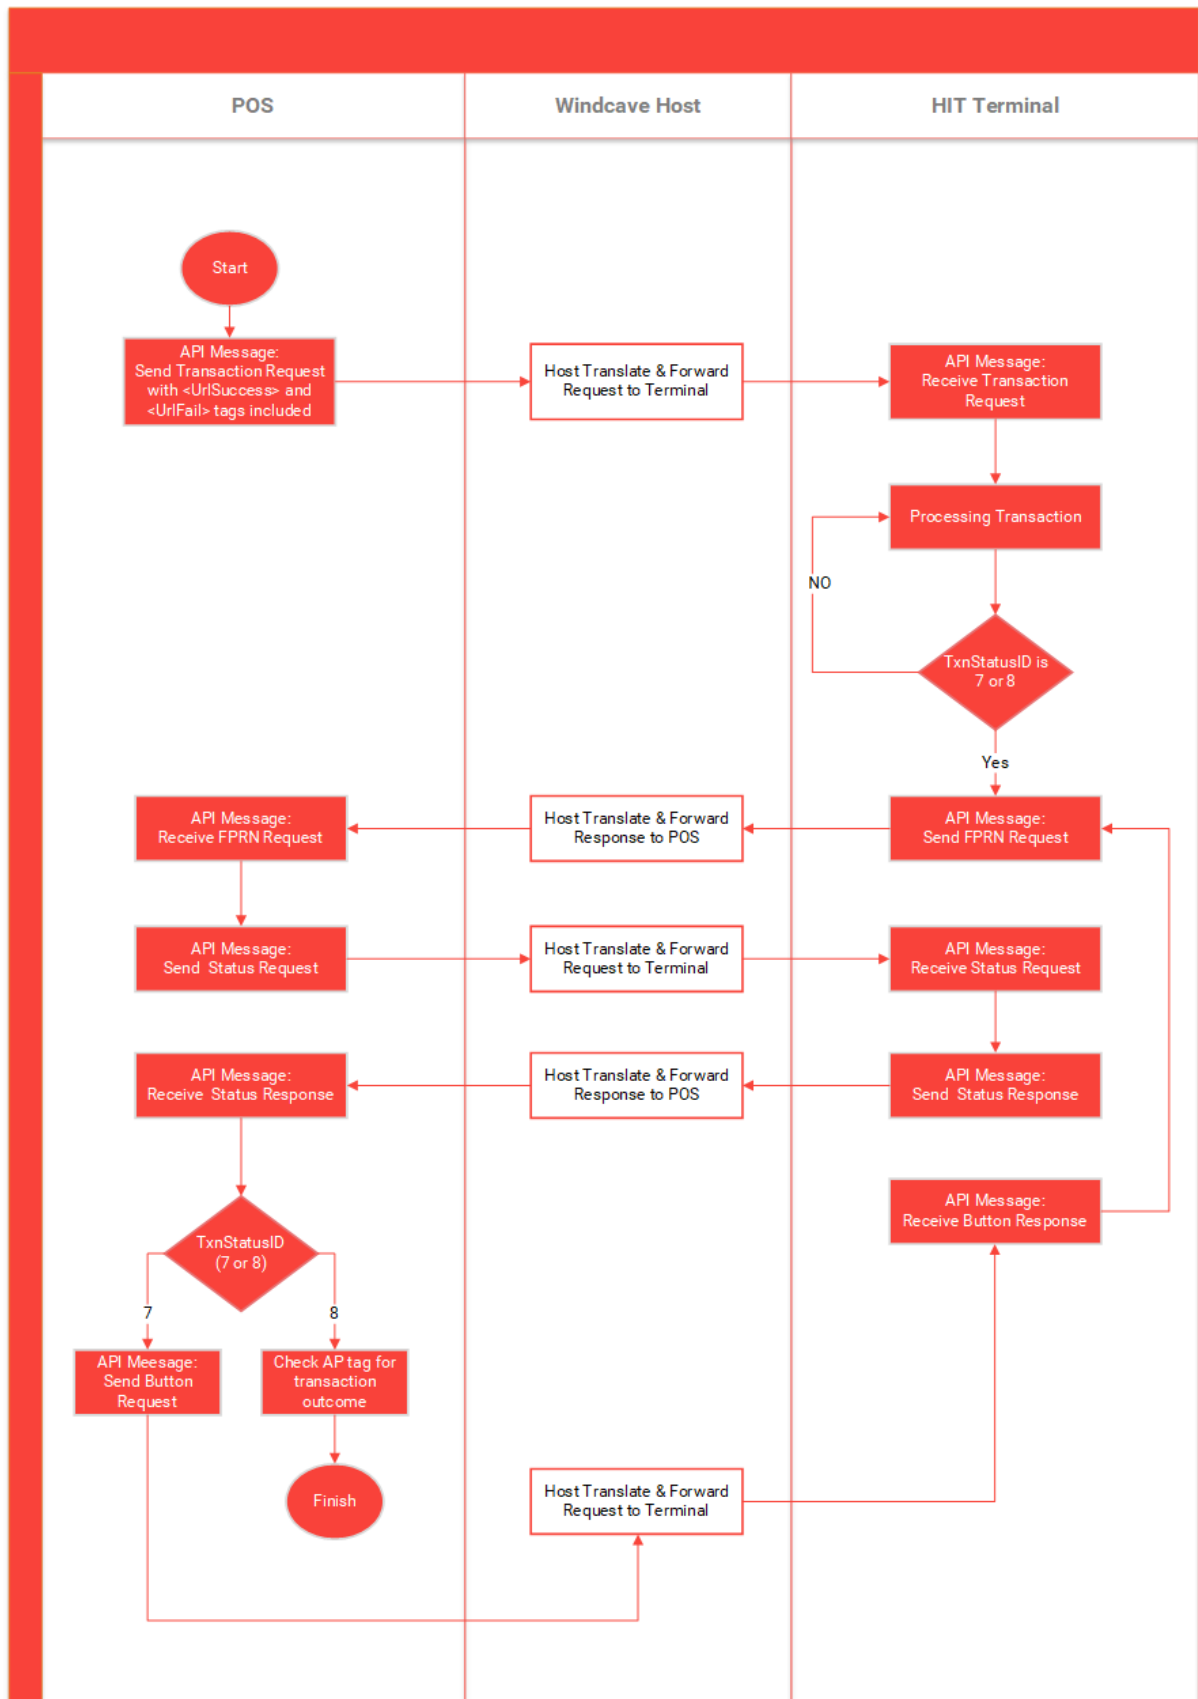 POS
Windcave Host
HIT Terminal
Start
API Message:
Send Transaction Request
with <UrlSuccess> and
<UrlFail> tags included
Host Translate & Forward
Request to Terminal
API Message:
Receive Transaction
Request
Processing Transaction
NO
TxnStatusID is
7 or 8
Yes
API Message:
Receive FPRN Request
Host Translate & Forward
Response to POS
API Message:
Send FPRN Request
API Message:
Send Status Request
Host Translate & Forward
Request to Terminal
API Message:
Receive Status Request
API Message:
Receive Status Response
Host Translate & Forward
Response to POS
API Message:
Send Status Response
API Message:
Receive Button Response
TxnStatusID
(7 or 8)
7
8
API Meesage:
Send Button
Request
Check AP tag for
transaction
outcome
Finish
Host Translate & Forward
Request to Terminal